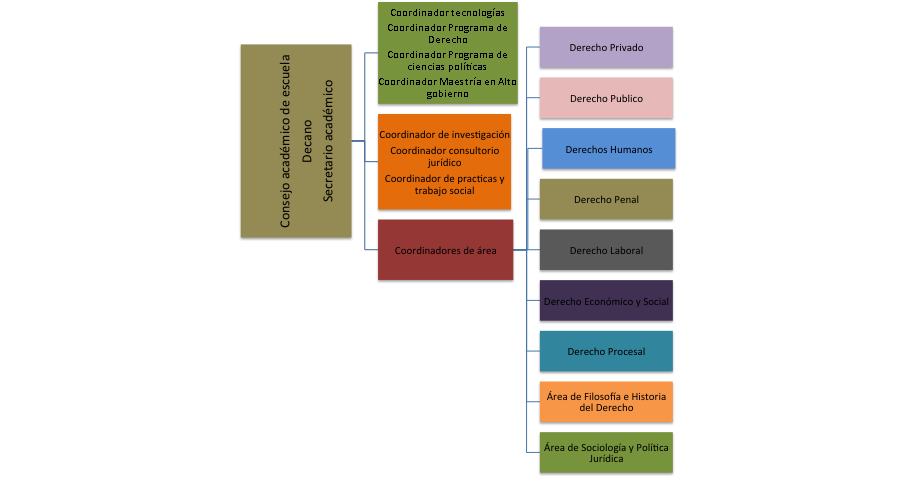 Consejo académico de escuela
Decano
Secretario académico
Coordinador tecnologías
Coordinador Programa de
Derecho
Coordinador Programa de
ciencias políticas
Coordinador Maestría en Alto
gobierno
Coordinador de investigación
Coordinador consultorio
jurídico
Coordinador de practicas y
trabajo social
Coordinadores de área
Derecho Privado
Derecho Publico
Derechos Humanos
Derecho Penal
Derecho Laboral
Derecho Económico y Social
Derecho Procesal
Área de Filosofía e Historia
del Derecho
Área de Sociología y Política
Jurídica